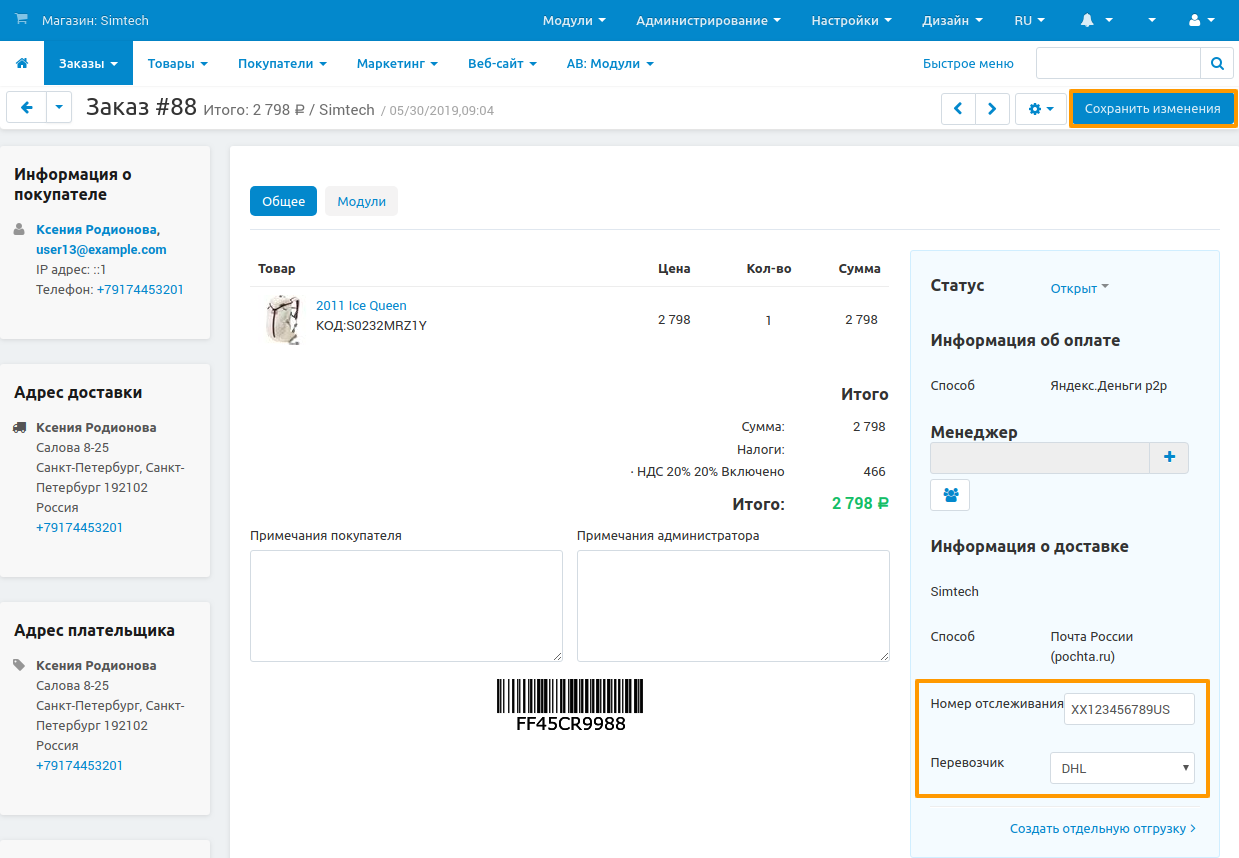 Магазин: Simtech
Модули
Администрирование
Настройки
Дизайн
RU
Заказы
Товары
Покупатели
Маркетинг
Веб-сайт
АВ: Модули
Быстрое меню
Заказ #88 Итого: 2 798 ₽ / Simtech / 05/30/2019,09:04
Сохранить изменения
Информация о
покупателе
Ксения Родионова,
user13@example.com
IP адрес: ::1
Телефон: +79174453201
Адрес доставки
Ксения Родионова
Салова 8-25
Санкт-Петербург, Санкт-
Петербург 192102
Россия
+79174453201
Адрес плательщика
Ксения Родионова
Салова 8-25
Санкт-Петербург, Санкт-
Петербург 192102
Россия
+79174453201
Общее
Модули
Товар Цена Кол-во Сумма
2011 Ice Queen
КОД:S0232MRZ1Y
2 798 1 2 798
Итого
Сумма: 2 798
Налоги:
· НДС 20% 20% Включено 466
Итого: 2 798 ₽
Примечания покупателя
Примечания администратора
FF45CR9988
Статус Открыт
Информация об оплате
Способ Яндекс.Деньги p2p
Менеджер
Информация о доставке
Simtech
Способ Почта России
(pochta.ru)
Номер отслеживания XX123456789US
Перевозчик DHL
Создать отдельную отгрузку